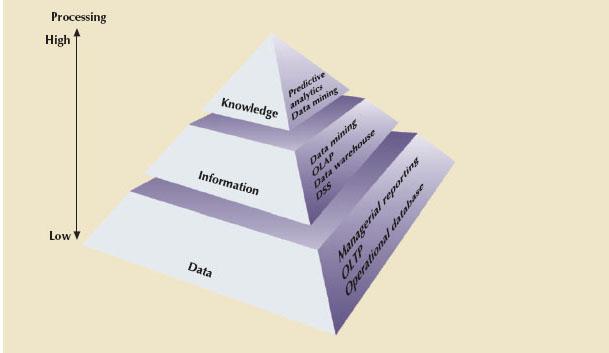 Processing
High
Predictive
analytics
Data mining
Knowledge
Data mining
OLAP
Data warehouse
DSS
Information
Managerial reporting
OLTP
Operational database
Low
Data